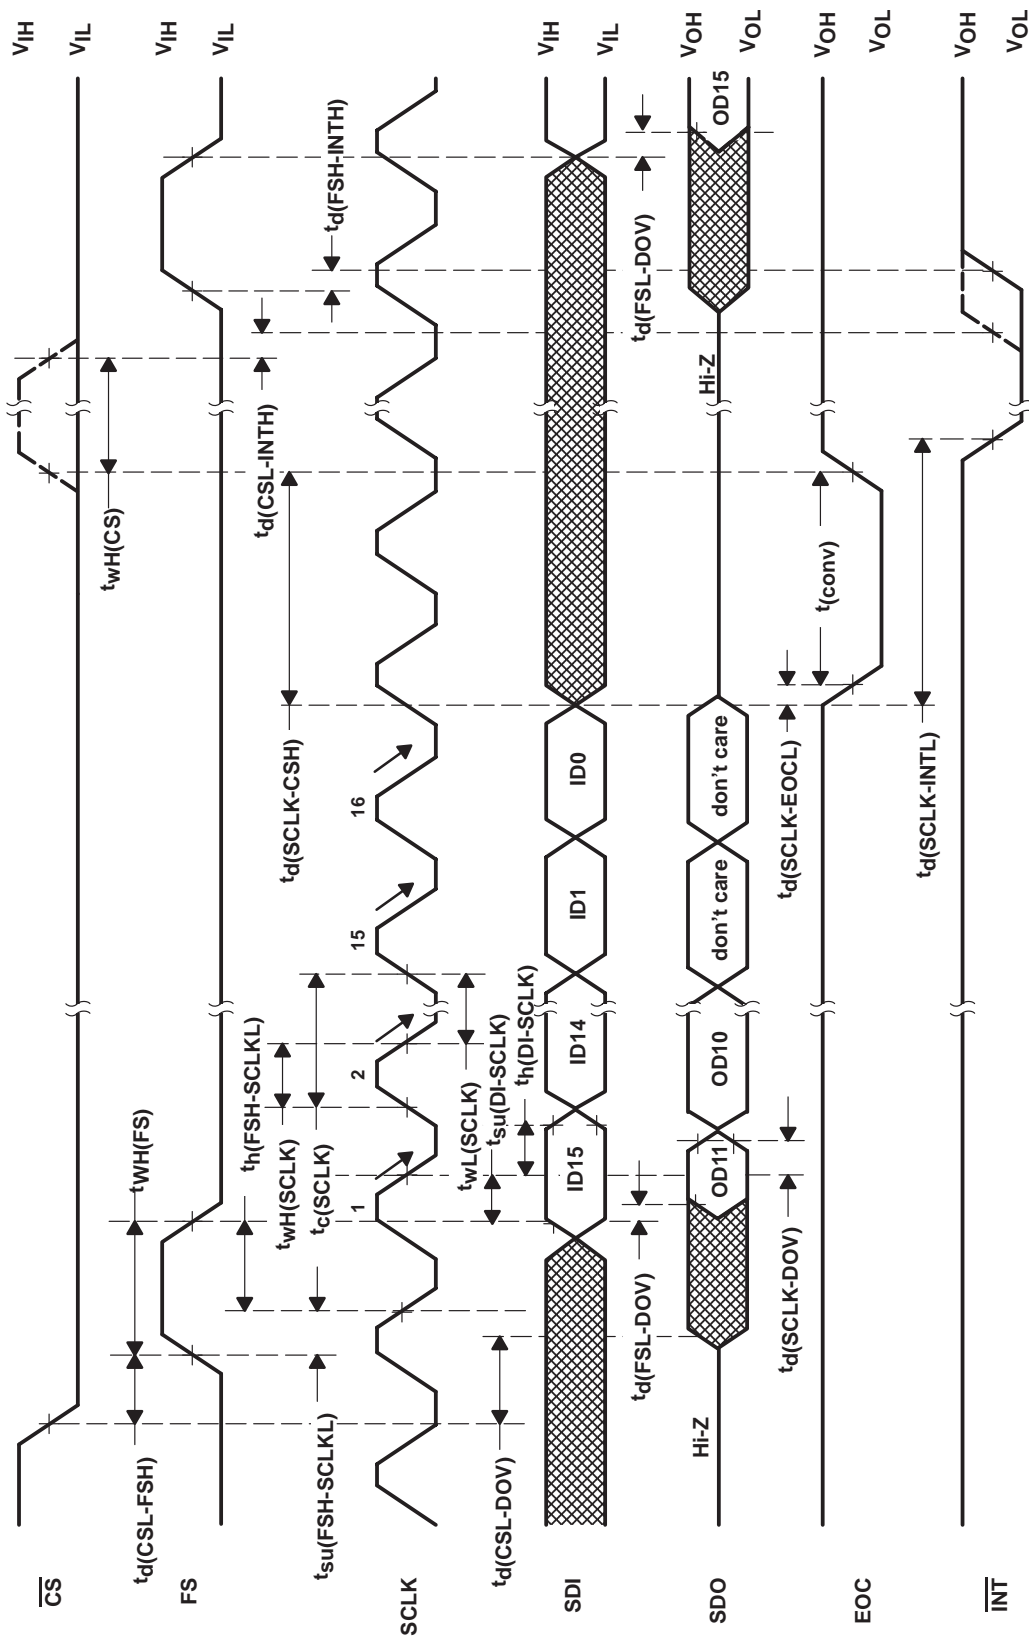 CS
VIH
VIL
td(CSL-FSH)
tWH(FS)
twH(CS)
FS
VIH
VIL
tsu(FSH-SCLKL)
th(FSH-SCLKL)
twH(SCLK)
tc(SCLK)
td(SCLK-CSH)
td(CSL-INTH)
td(FSH-INTH)
SCLK
1
2
15
16
td(CSL-DOV)
twL(SCLK)
tsu(DI-SCLK)
th(DI-SCLK)
SDI
ID15
ID14
ID1
ID0
VIH
VIL
td(FSL-DOV)
td(FSL-DOV)
SDO
Hi-Z
OD11
OD10
don't care
don't care
Hi-Z
OD15
VOH
VOL
td(SCLK-DOV)
td(SCLK-EOCL)
t(conv)
EOC
VOH
VOL
td(SCLK-INTL)
INT
VOH
VOL